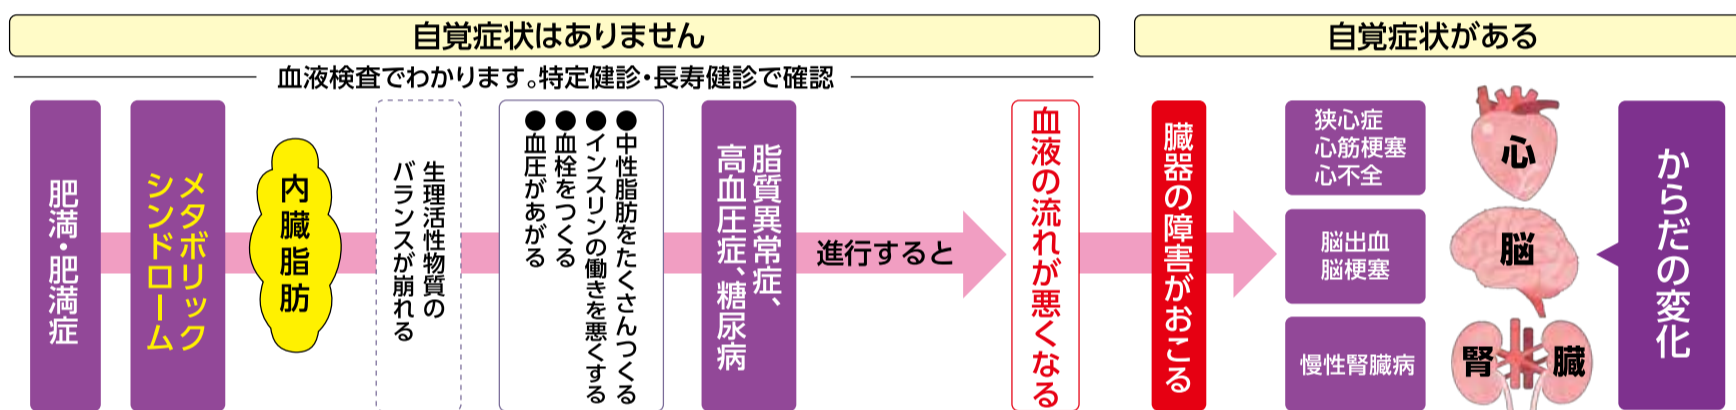 自覚症状はありません
血液検査でわかります。特定健診・長寿健診で確認
肥満・肥満症
メタボリック
シンドローム
内臓脂肪
生理活性物質の
バランスが崩れる
●中性脂肪をたくさんつくる
●インスリンの働きを悪くする
●血栓をつくる
●血圧があがる
脂質異常症、
高血圧症、糖尿病
進行すると
血液の流れが悪くなる
自覚症状がある
臓器の障害がおこる
狭心症
心筋梗塞
心不全
心
脳出血
脳梗塞
脳
慢性腎臓病
腎臓
からだの変化